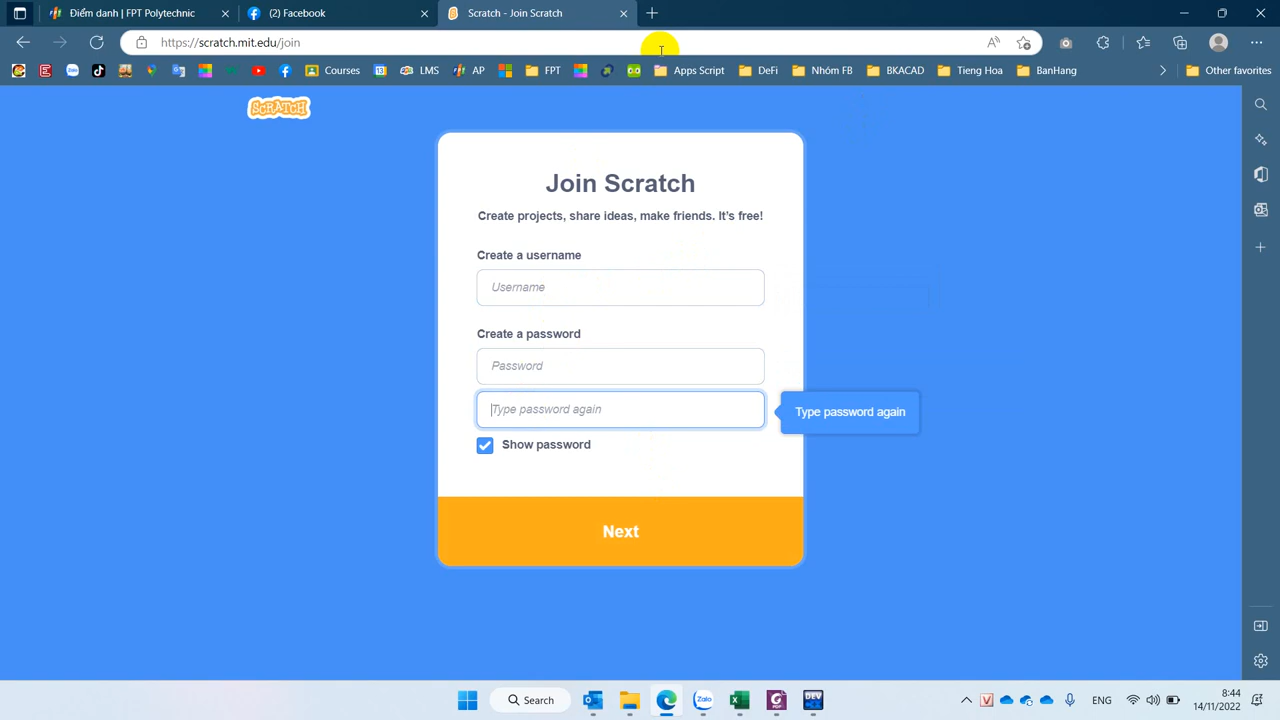 Điểm danh | FPT Polytechnic
(2) Facebook
Scratch - Join Scratch
https://scratch.mit.edu/join
Courses
LMS
AP
FPT
Apps Script
DeFi
Nhóm FB
BKACAD
Tieng Hoa
BanHang
Other favorites
SCRATCH
Join Scratch
Create projects, share ideas, make friends. It's free!
Create a username
Username
Create a password
Password
Type password again
Type password again
Show password
Next
Search
ENG
8:44
14/11/2022